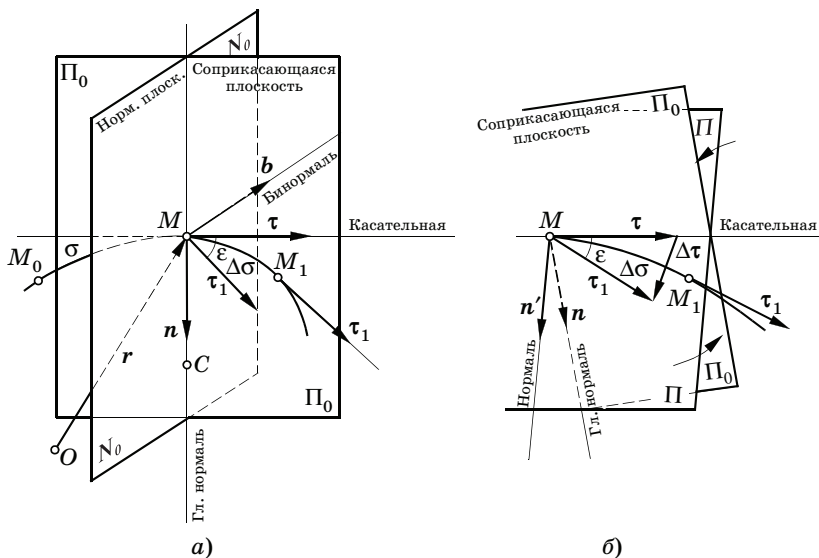 N₀
Π₀
Соприкасающаяся
плоскость
Норм. плоск.
b
Бинормаль
M
τ
Касательная
M₀
σ
ε
Δσ
M₁
τ₁
n
τ₁
r
C
Π₀
O
N₀
Гл. нормаль
а)
Соприкасающаяся
плоскость
Π₀
Π
M
τ
Касательная
ε
Δσ
Δτ
τ₁
M₁
τ₁
n′
n
Нормаль
Гл. нормаль
Π
Π₀
б)